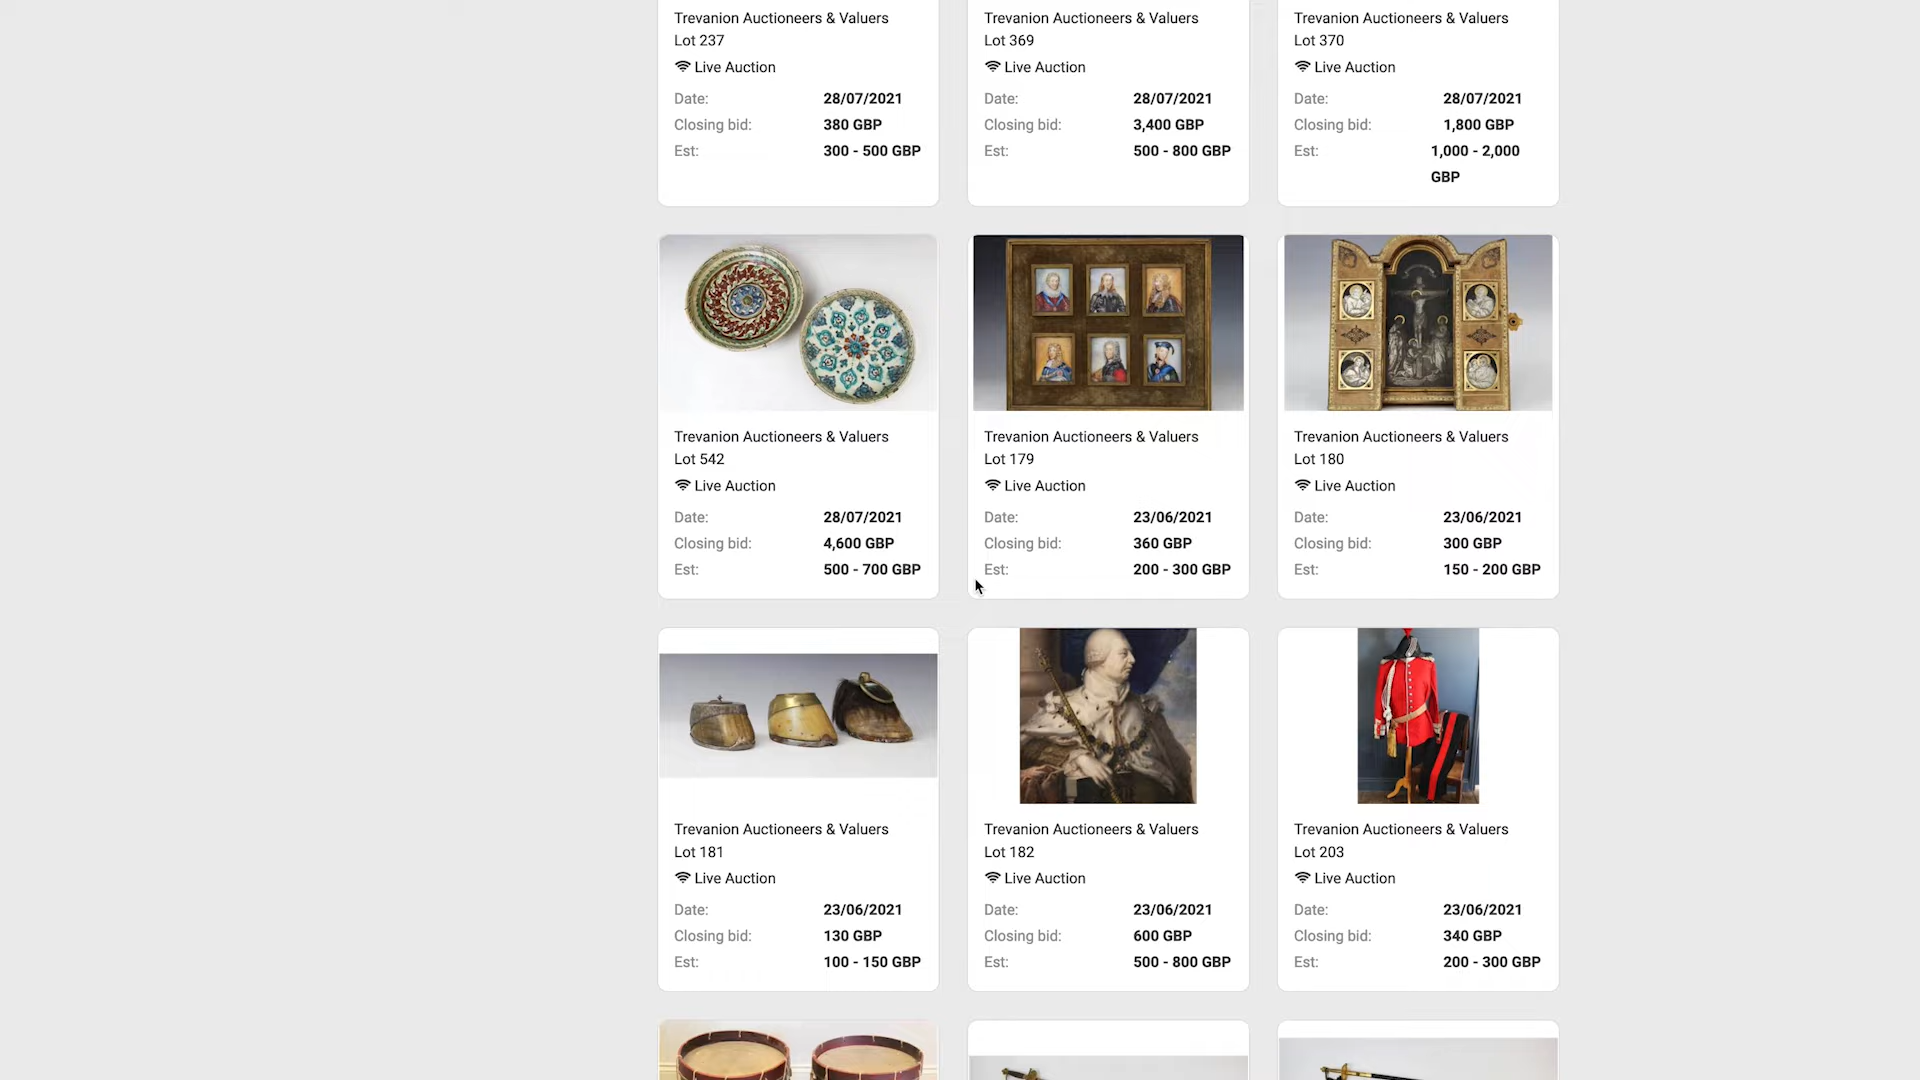 Trevanion Auctioneers & Valuers
Lot 237
Live Auction
Date: 28/07/2021
Closing bid: 380 GBP
Est: 300 - 500 GBP
Trevanion Auctioneers & Valuers
Lot 369
Live Auction
Date: 28/07/2021
Closing bid: 3,400 GBP
Est: 500 - 800 GBP
Trevanion Auctioneers & Valuers
Lot 370
Live Auction
Date: 28/07/2021
Closing bid: 1,800 GBP
Est: 1,000 - 2,000
GBP
Trevanion Auctioneers & Valuers
Lot 542
Live Auction
Date: 28/07/2021
Closing bid: 4,600 GBP
Est: 500 - 700 GBP
Trevanion Auctioneers & Valuers
Lot 179
Live Auction
Date: 23/06/2021
Closing bid: 360 GBP
Est: 200 - 300 GBP
Trevanion Auctioneers & Valuers
Lot 180
Live Auction
Date: 23/06/2021
Closing bid: 300 GBP
Est: 150 - 200 GBP
Trevanion Auctioneers & Valuers
Lot 181
Live Auction
Date: 23/06/2021
Closing bid: 130 GBP
Est: 100 - 150 GBP
Trevanion Auctioneers & Valuers
Lot 182
Live Auction
Date: 23/06/2021
Closing bid: 600 GBP
Est: 500 - 800 GBP
Trevanion Auctioneers & Valuers
Lot 203
Live Auction
Date: 23/06/2021
Closing bid: 340 GBP
Est: 200 - 300 GBP